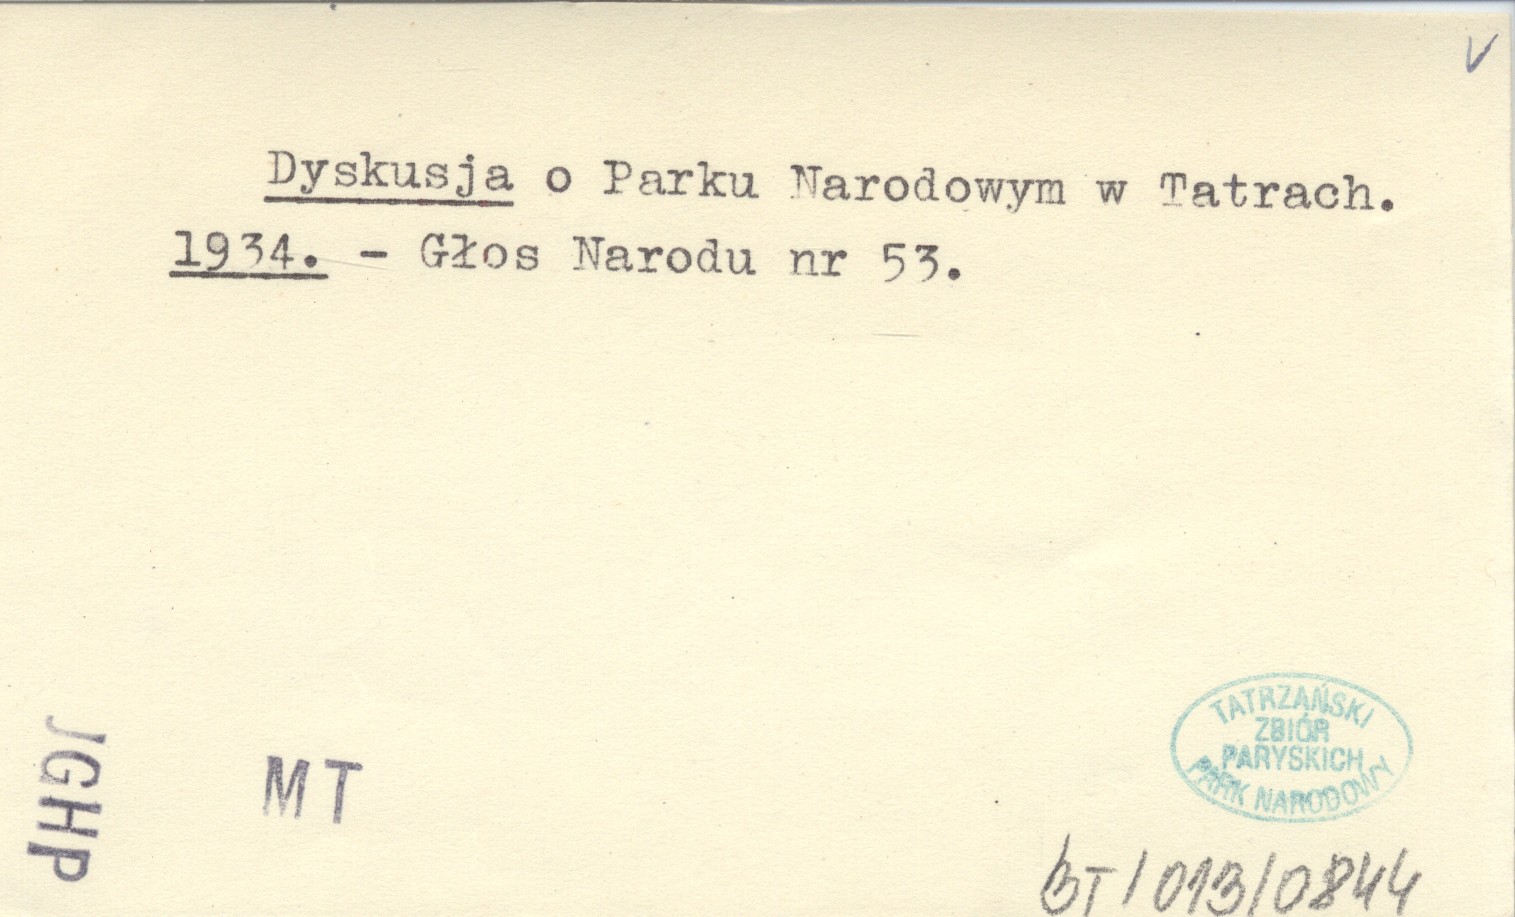 V
Dyskusja o Parku Narodowym w Tatrach.
1934. - Głos Narodu nr 53.
JGHP
MT
TATRZAŃSKI
ZBIÓR
PARYSKICH
PARK NARODOWY
BT/013/0844